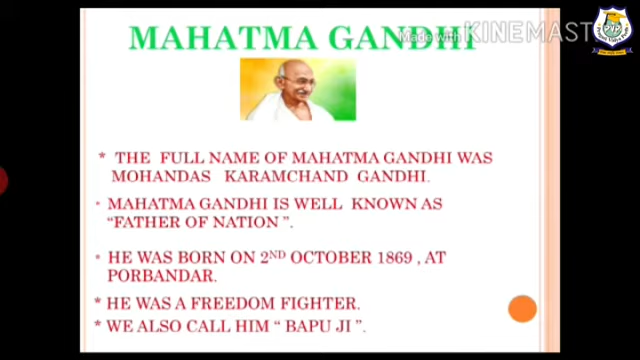 MAHATMA GANDHI
Made with KINEMAST
* THE FULL NAME OF MAHATMA GANDHI WAS
MOHANDAS KARAMCHAND GANDHI.
* MAHATMA GANDHI IS WELL KNOWN AS
“FATHER OF NATION ”.
* HE WAS BORN ON 2ND OCTOBER 1869 , AT
PORBANDAR.
* HE WAS A FREEDOM FIGHTER.
* WE ALSO CALL HIM “ BAPU JI ”.